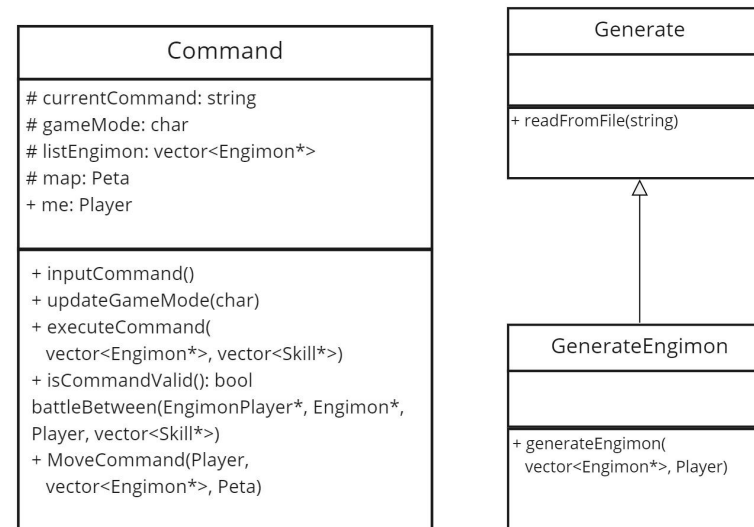 Command
# currentCommand: string
# gameMode: char
# listEngimon: vector<Engimon*>
# map: Peta
+ me: Player
+ inputCommand()
+ updateGameMode(char)
+ executeCommand(
vector<Engimon*>, vector<Skill*>)
+ isCommandValid(): bool
battleBetween(EngimonPlayer*, Engimon*,
Player, vector<Skill*>)
+ MoveCommand(Player,
vector<Engimon*>, Peta)
Generate
+ readFromFile(string)
GenerateEngimon
+ generateEngimon(
vector<Engimon*>, Player)